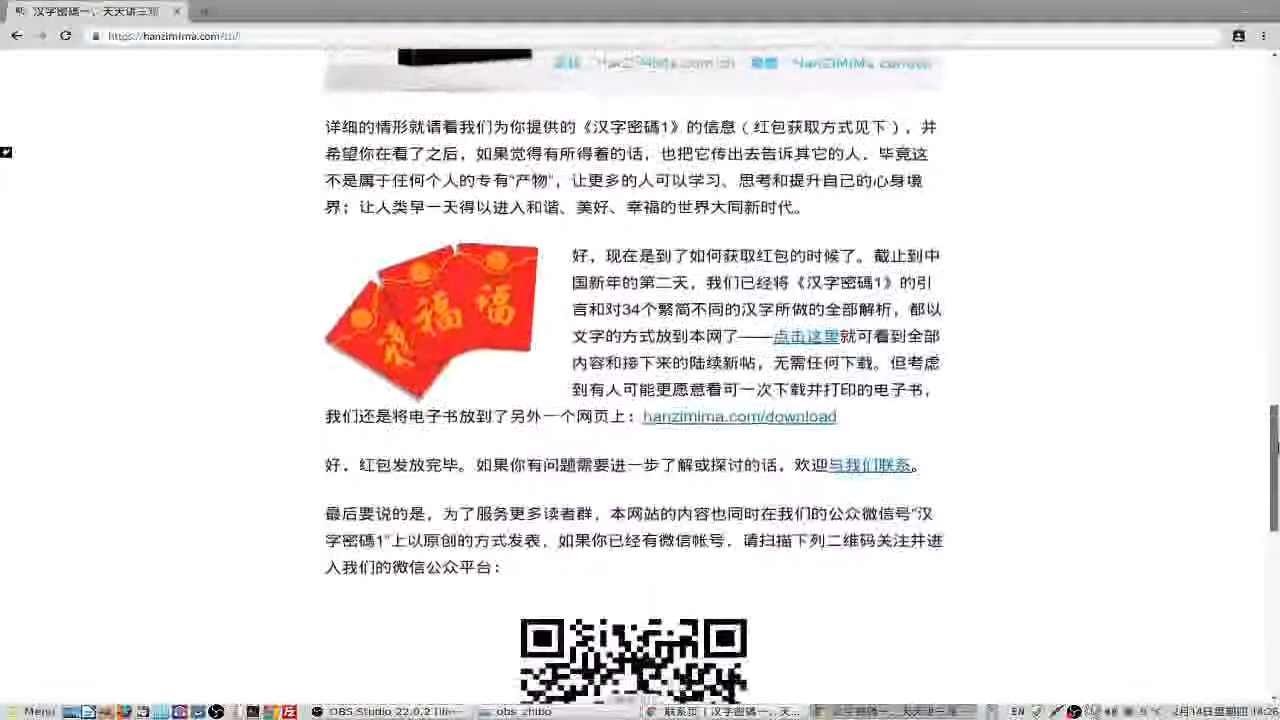 https://hanzimima.com/m/
详细的情形就请看我们为你提供的《汉字密碼1》的信息（红包获取方式见下），并
希望你在看了之后，如果觉得有所得着的话，也把它传出去告诉其它的人．毕竟这
不是属于任何个人的专有“产物”，让更多的人可以学习、思考和提升自己的心身境
界；让人类早一天得以进入和谐、美好、幸福的世界大同新时代。
福 福
好，现在是到了如何获取红包的时候了。截止到中
国新年的第二天，我们已经将《汉字密碼1》的引
言和对34个繁简不同的汉字所做的全部解析，都以
文字的方式放到本网了——点击这里就可看到全部
内容和接下来的陆续新帖，无需任何下载。但考虑
到有人可能更愿意看可一次下载并打印的电子书，
我们还是将电子书放到了另外一个网页上：hanzimima.com/download
好，红包发放完毕。如果你有问题需要进一步了解或探讨的话，欢迎与我们联系。
最后要说的是，为了服务更多读者群，本网站的内容也同时在我们的公众微信号“汉
字密碼1”上以原创的方式发表．如果你已经有微信帐号，请扫描下列二维码关注并进
入我们的微信公众平台：
Menu
obs_zhibo
EN
2月14日星期四 16:26